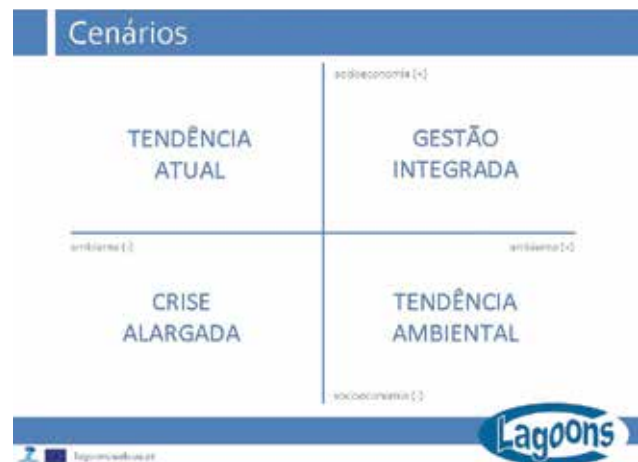 Cenários
socioeconomia (+)
TENDÊNCIA
ATUAL
GESTÃO
INTEGRADA
ambiente (-)
ambiente (+)
CRISE
ALARGADA
TENDÊNCIA
AMBIENTAL
socioeconomia (-)
Lagoons